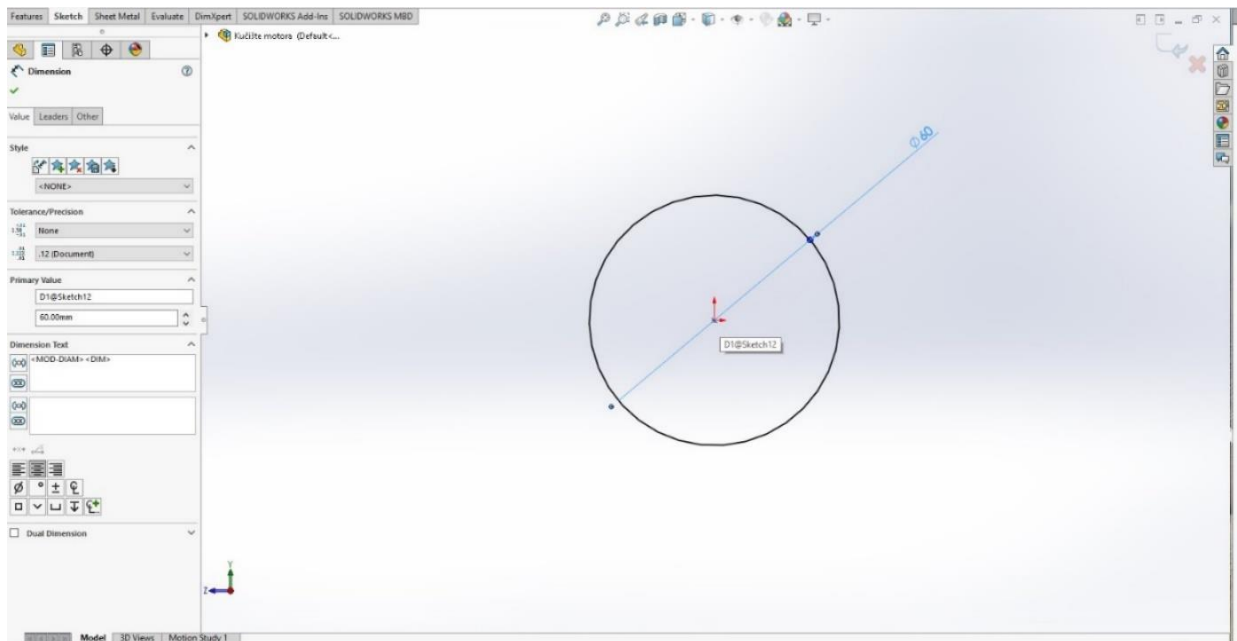 Features Sketch Sheet Metal Evaluate DimXpert SOLIDWORKS Add-Ins SOLIDWORKS MBD
Kučište motora (Default<...
Dimension
Value Leaders Other
Style
<NONE>
Tolerance/Precision
None
.12 (Document)
Primary Value
D1@Sketch12
60.00mm
Dimension Text
<MOD-DIAM><DIM>
Dual Dimension
Ø60
D1@Sketch12
Y
Z
Model 3D Views Motion Study 1